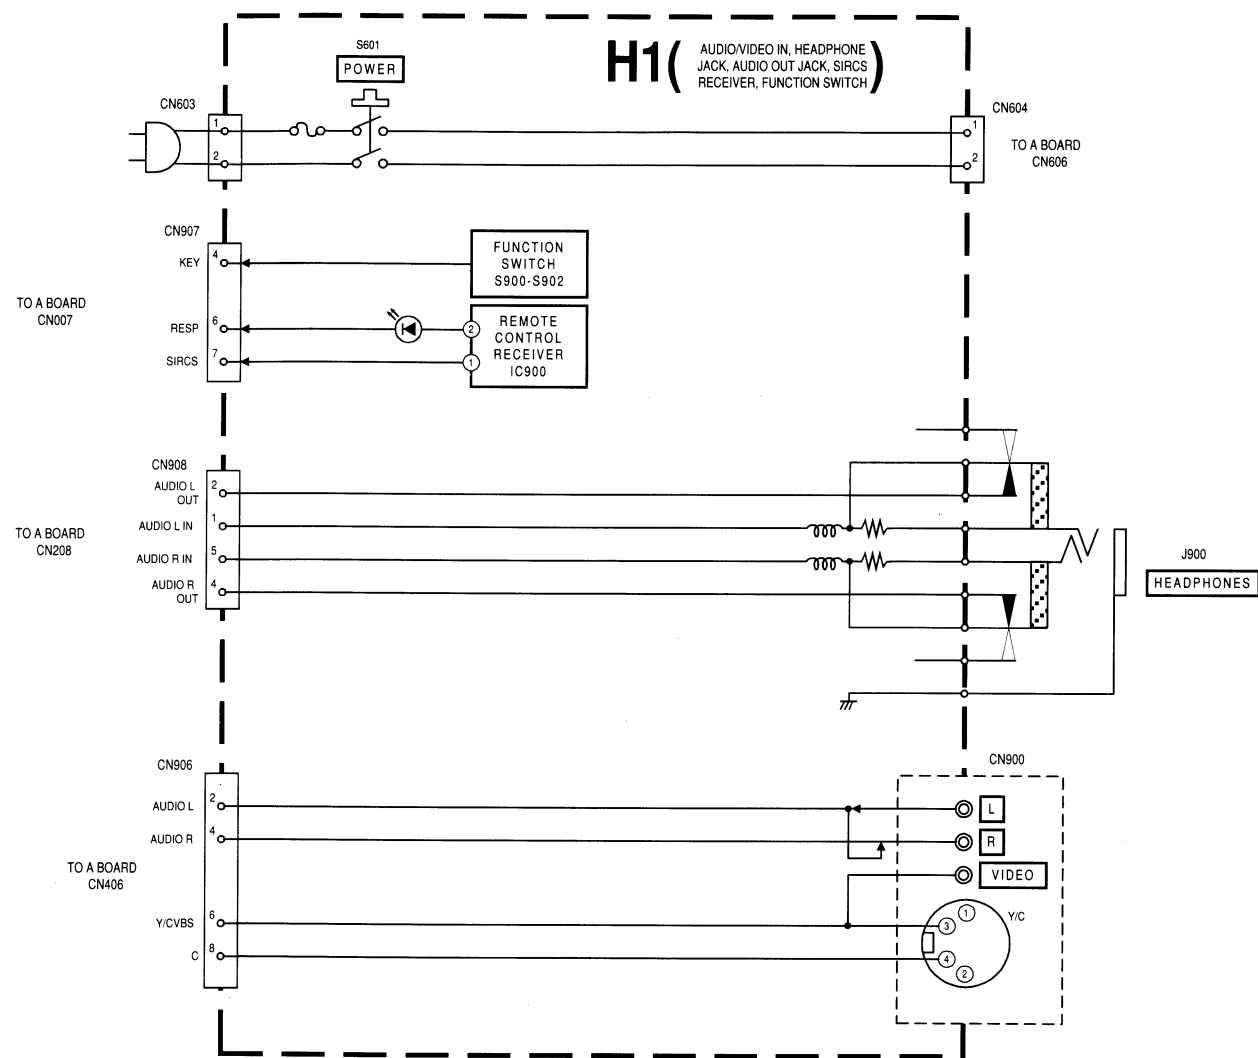 H1( AUDIO/VIDEO IN, HEADPHONE
JACK, AUDIO OUT JACK, SIRCS
RECEIVER, FUNCTION SWITCH )
S601
POWER
CN603
1
2
CN604
1
2
TO A BOARD
CN606
CN907
KEY 4
RESP 6
SIRCS 7
TO A BOARD
CN007
FUNCTION
SWITCH
S900-S902
2
1
REMOTE
CONTROL
RECEIVER
IC900
CN908
AUDIO L
OUT
2
AUDIO L IN 1
AUDIO R IN 5
AUDIO R
OUT
4
TO A BOARD
CN208
J900
HEADPHONES
CN906
AUDIO L 2
AUDIO R 4
Y/CVBS 6
C 8
TO A BOARD
CN406
CN900
L
R
VIDEO
Y/C
1
3
4
2